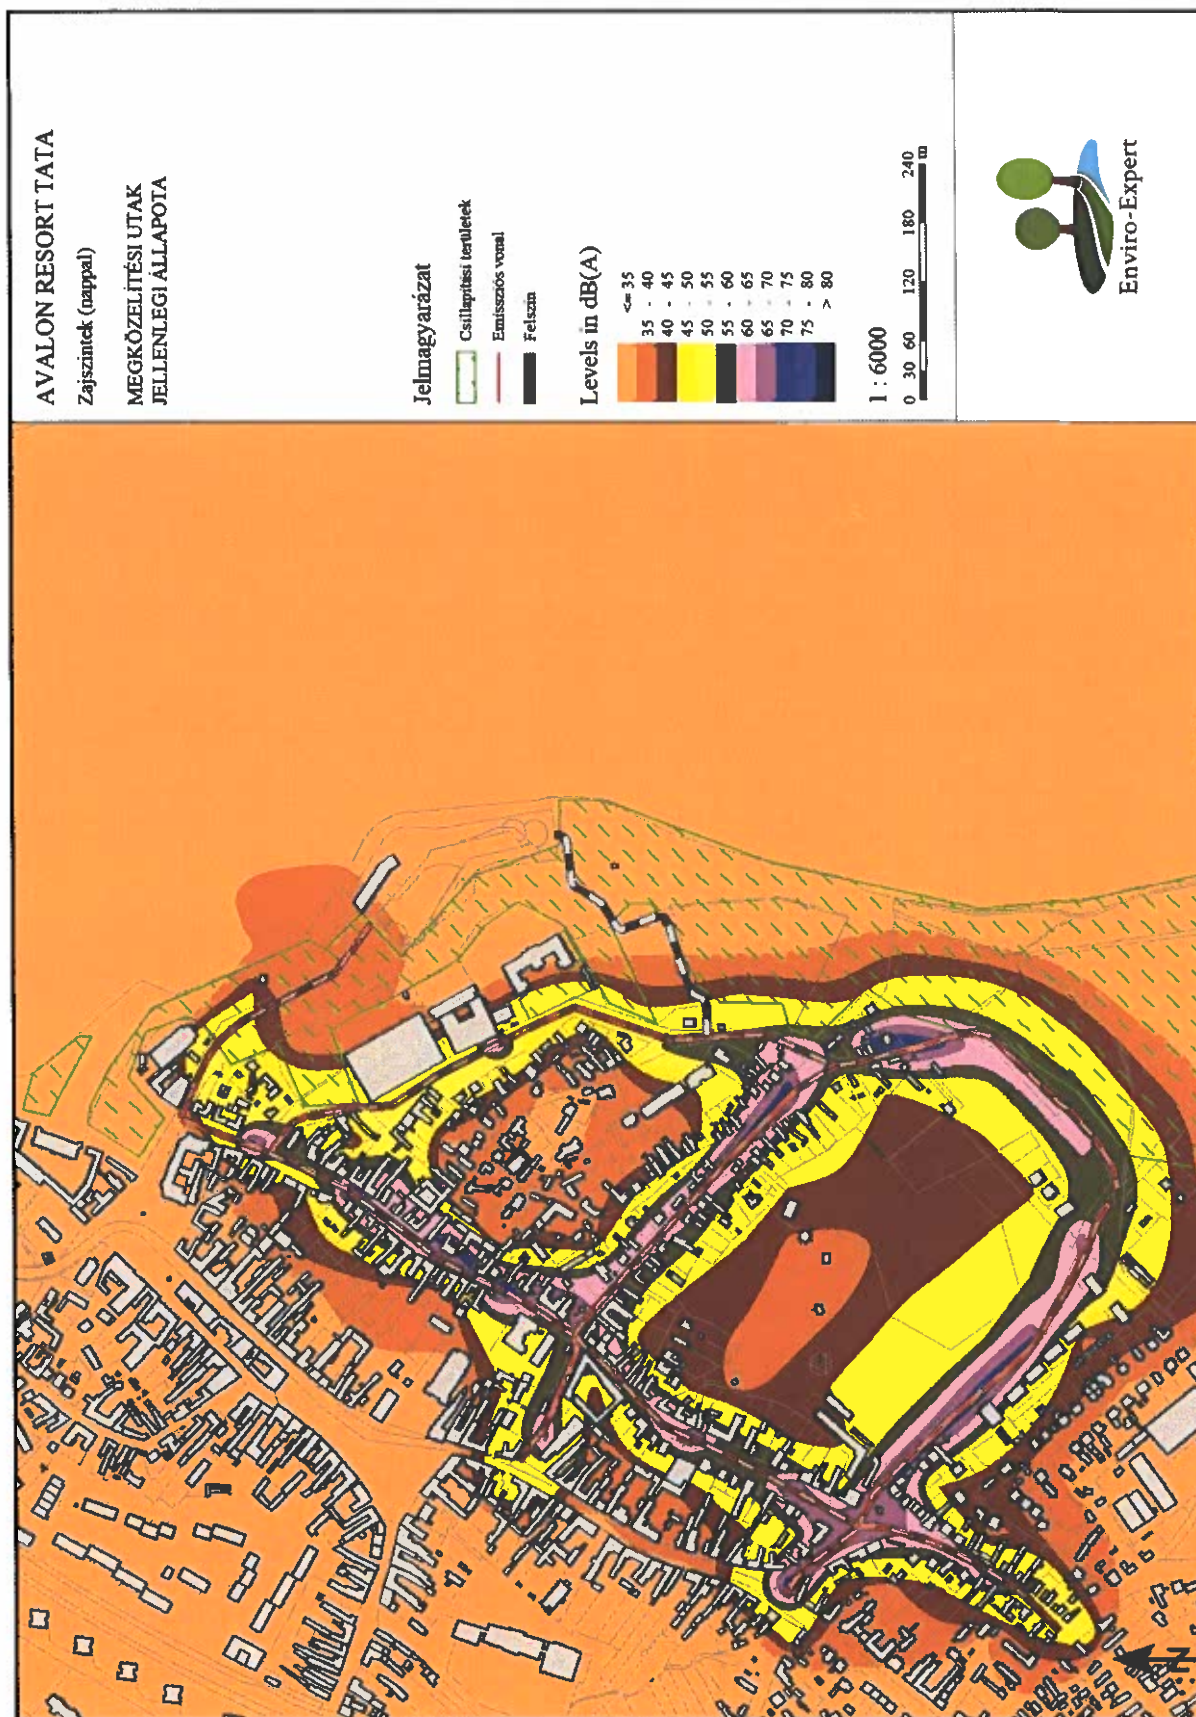 AVALON RESORT TATA
Zajszintek (nappal)
MEGKÖZELÍTÉSI UTAK
JELLENLEGI ÁLLAPOTA
Jelmagyarázat
Csillapítási területek
Emissziós vonal
Felszín
Levels in dB(A)
<= 35
35 - 40
40 - 45
45 - 50
50 - 55
55 - 60
60 - 65
65 - 70
70 - 75
75 - 80
> 80
1 : 6000
0 30 60 120 180 240 m
Enviro-Expert
N